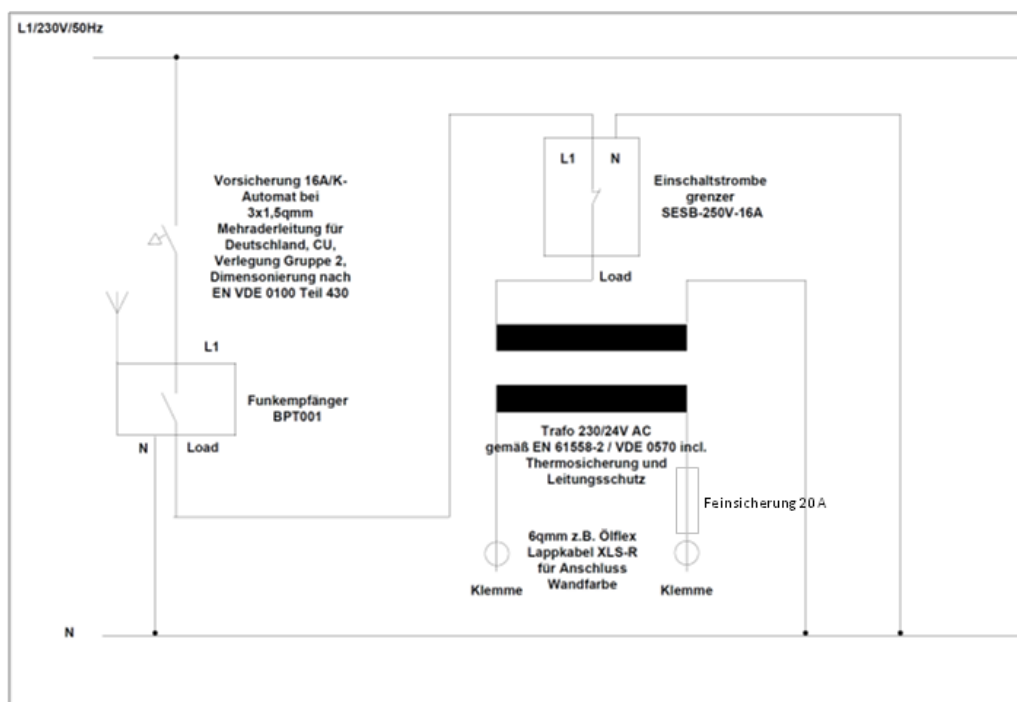 L1/230V/50Hz
Vorsicherung 16A/K-
Automat bei
3x1,5qmm
Mehraderleitung für
Deutschland, CU,
Verlegung Gruppe 2,
Dimensonierung nach
EN VDE 0100 Teil 430
L1
N
Einschaltstrombe
grenzer
SESB-250V-16A
Load
L1
Funkempfänger
BPT001
N
Load
Trafo 230/24V AC
gemäß EN 61558-2 / VDE 0570 incl.
Thermosicherung und
Leitungsschutz
Feinsicherung 20A
6qmm z.B. Ölflex
Lappkabel XLS-R
für Anschluss
Wandfarbe
Klemme
Klemme
N